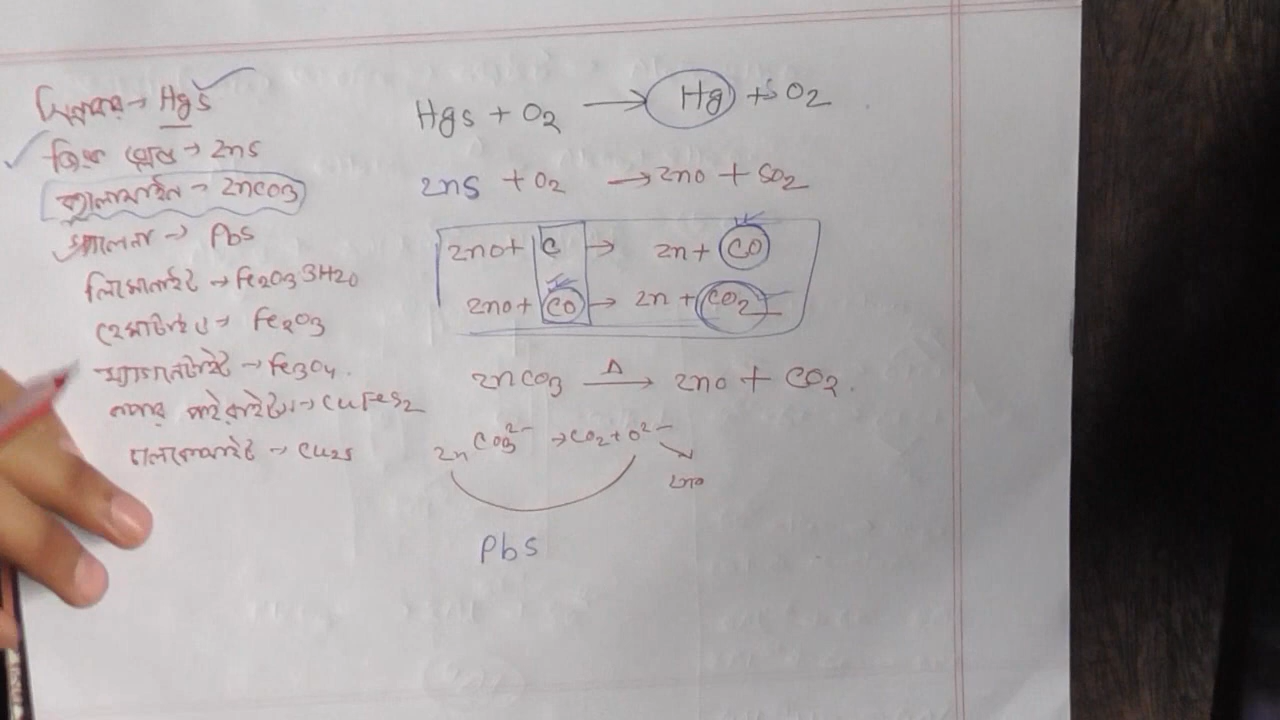 সিন্নাবার → HgS
জিংক ব্লেন্ড → ZnS
ক্যালামাইন → ZnCO3
গ্যালেনা → PbS
লিমোনাইট → Fe2O3 3H2O
হেমাটাইট → Fe2O3
ম্যাগনেটাইট → Fe3O4.
কপার পাইরাইটস → CuFeS2
চালকোসাইট → Cu2S
HgS + O2 → Hg + SO2
ZnS + O2 → ZnO + SO2
ZnO + C → Zn + CO
ZnO + CO → Zn + CO2
ZnCO3 Δ → ZnO + CO2.
Zn CO3 2- → CO2 + O2-
ZnO
PbS